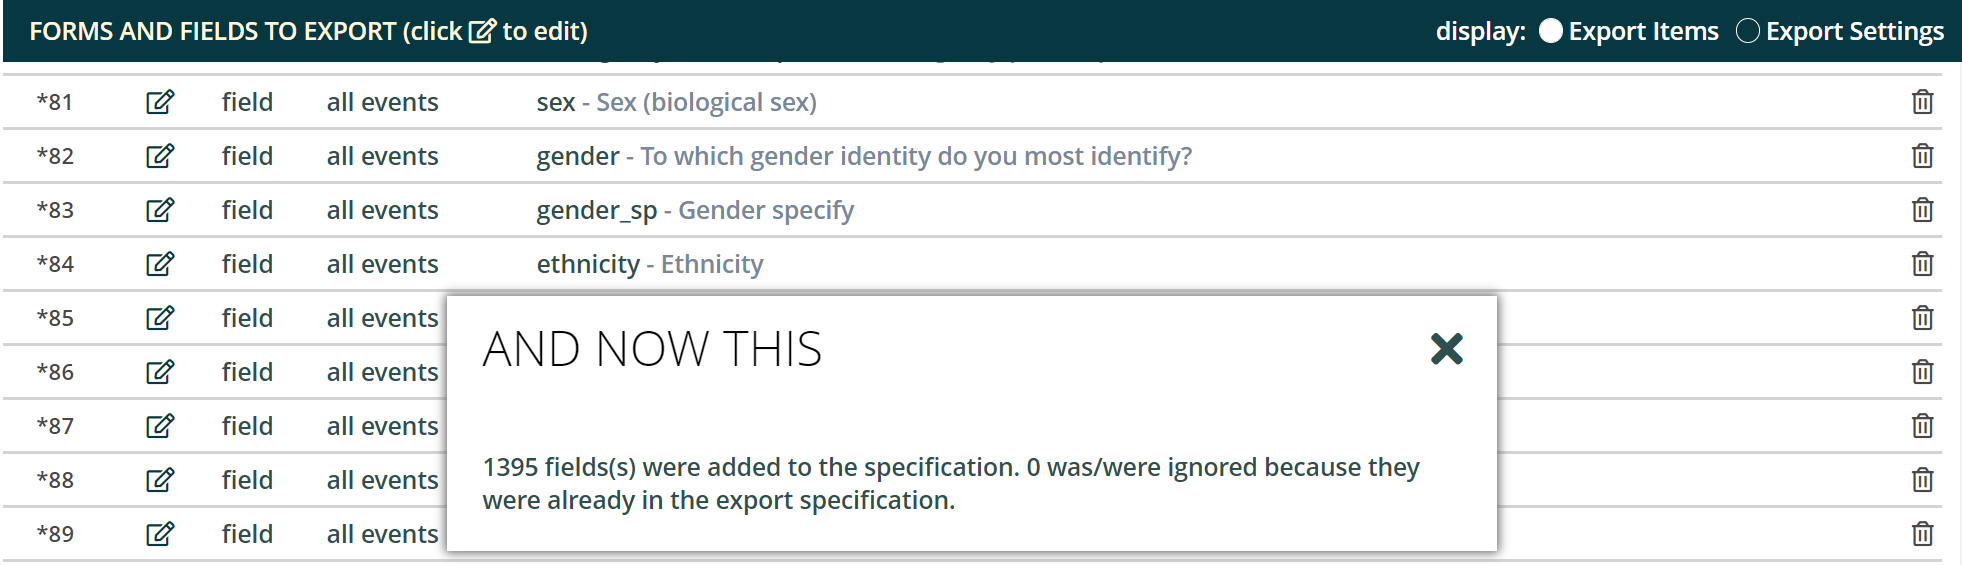 FORMS AND FIELDS TO EXPORT (click to edit) display: Export Items Export Settings
*81 field all events sex - Sex (biological sex)
*82 field all events gender - To which gender identity do you most identify?
*83 field all events gender_sp - Gender specify
*84 field all events ethnicity - Ethnicity
*85 field all events
*86 field all events
*87 field all events
*88 field all events
*89 field all events
AND NOW THIS
1395 fields(s) were added to the specification. 0 was/were ignored because they
were already in the export specification.